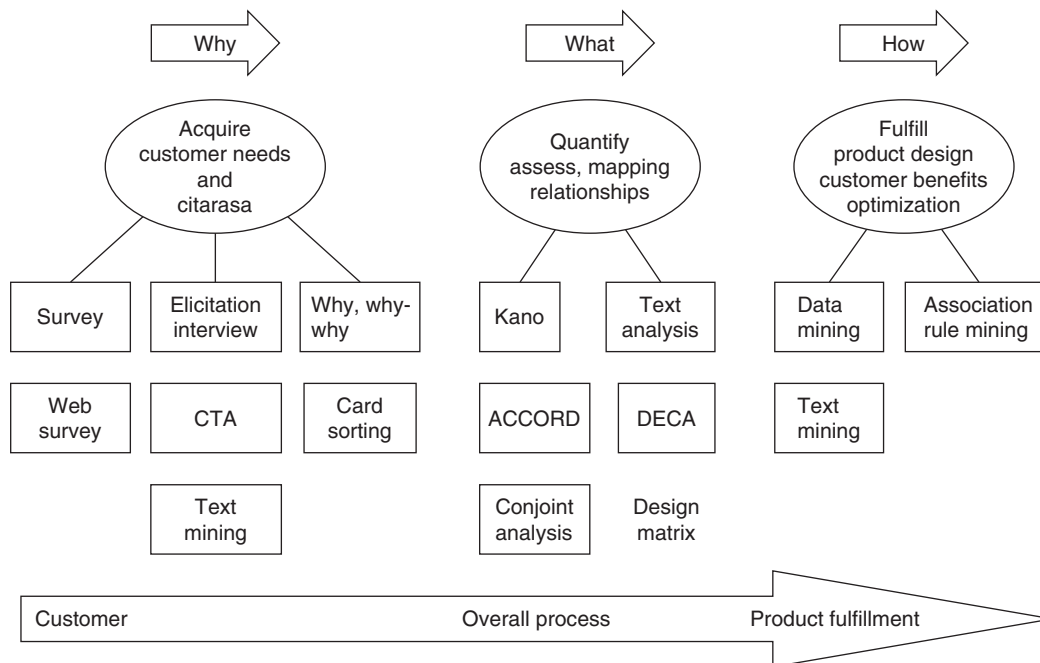 Why
What
How
Acquire
customer needs
and
citarasa
Quantify
assess, mapping
relationships
Fulfill
product design
customer benefits
optimization
Survey
Elicitation
interview
Why, why-
why
Kano
Text
analysis
Data
mining
Association
rule mining
Web
survey
CTA
Card
sorting
ACCORD
DECA
Text
mining
Text
mining
Conjoint
analysis
Design
matrix
Customer
Overall process
Product fulfillment